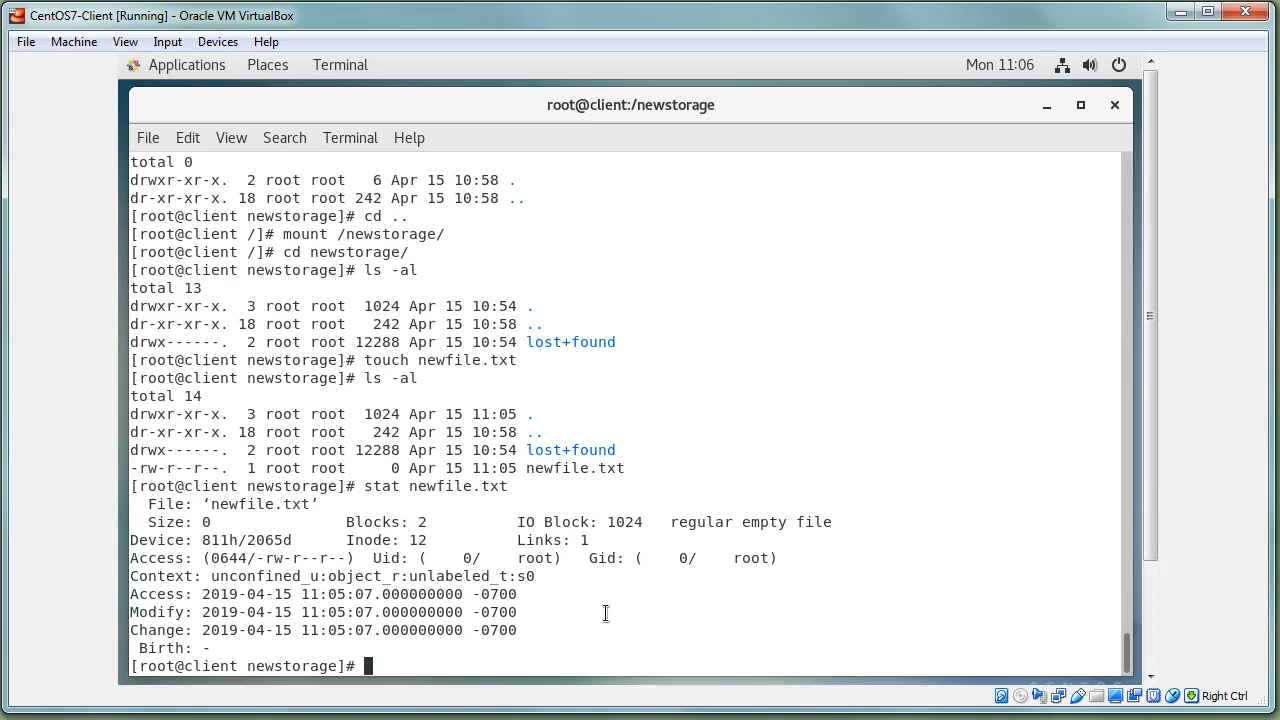 CentOS7-Client [Running] - Oracle VM VirtualBox
File Machine View Input Devices Help
Applications Places Terminal Mon 11:06
root@client:/newstorage
File Edit View Search Terminal Help
total 0
drwxr-xr-x.  2 root root   6 Apr 15 10:58 .
dr-xr-xr-x. 18 root root 242 Apr 15 10:58 ..
[root@client newstorage]# cd ..
[root@client /]# mount /newstorage/
[root@client /]# cd newstorage/
[root@client newstorage]# ls -al
total 13
drwxr-xr-x.  3 root root  1024 Apr 15 10:54 .
dr-xr-xr-x. 18 root root   242 Apr 15 10:58 ..
drwx------.  2 root root 12288 Apr 15 10:54 lost+found
[root@client newstorage]# touch newfile.txt
[root@client newstorage]# ls -al
total 14
drwxr-xr-x.  3 root root  1024 Apr 15 11:05 .
dr-xr-xr-x. 18 root root   242 Apr 15 10:58 ..
drwx------.  2 root root 12288 Apr 15 10:54 lost+found
-rw-r--r--.  1 root root     0 Apr 15 11:05 newfile.txt
[root@client newstorage]# stat newfile.txt
  File: ‘newfile.txt’
  Size: 0               Blocks: 2          IO Block: 1024   regular empty file
Device: 811h/2065d      Inode: 12          Links: 1
Access: (0644/-rw-r--r--)  Uid: (    0/    root)   Gid: (    0/    root)
Context: unconfined_u:object_r:unlabeled_t:s0
Access: 2019-04-15 11:05:07.000000000 -0700
Modify: 2019-04-15 11:05:07.000000000 -0700
Change: 2019-04-15 11:05:07.000000000 -0700
 Birth: -
[root@client newstorage]#
Right Ctrl